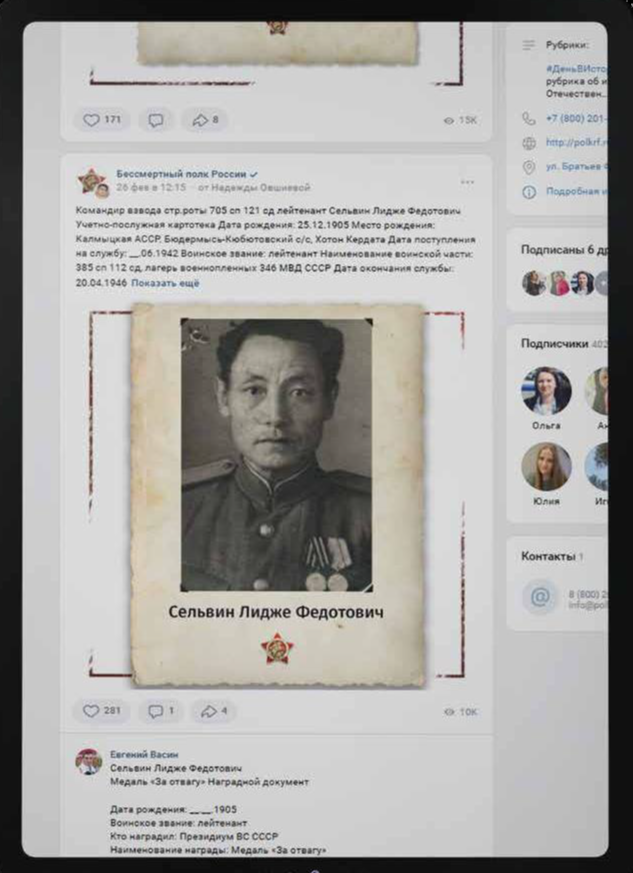 171
8
15K
Бессмертный полк России
26 фев в 12:15 · от Надежды Овшиевой
Командир взвода стр.роты 705 сп 121 сд лейтенант Сельвин Лидже Федотович
Учетно-послужная картотека Дата рождения: 25.12.1905 Место рождения:
Калмыцкая АССР, Бюдермысь-Кюбютовский с/с, Хотон Кердата Дата поступления
на службу: __.06.1942 Воинское звание: лейтенант Наименование воинской части:
385 сп 112 сд, лагерь военнопленных 346 МВД СССР Дата окончания службы:
20.04.1946 Показать ещё
Сельвин Лидже Федотович
281
1
4
10K
Евгений Васин
Сельвин Лидже Федотович
Медаль «За отвагу» Наградной документ
Дата рождения: __.__.1905
Воинское звание: лейтенант
Кто наградил: Президиум ВС СССР
Наименование награды: Медаль «За отвагу»
Рубрики:
#ДеньВИсто
рубрика об и
Отечествен...
+7 (800) 201-
http://polkrf.r
ул. Братьев
Подробная и
Подписаны 6 др
Подписчики 402
Ольга
Ан
Юлия
Иг
Контакты 1
8 (800) 2
info@pol